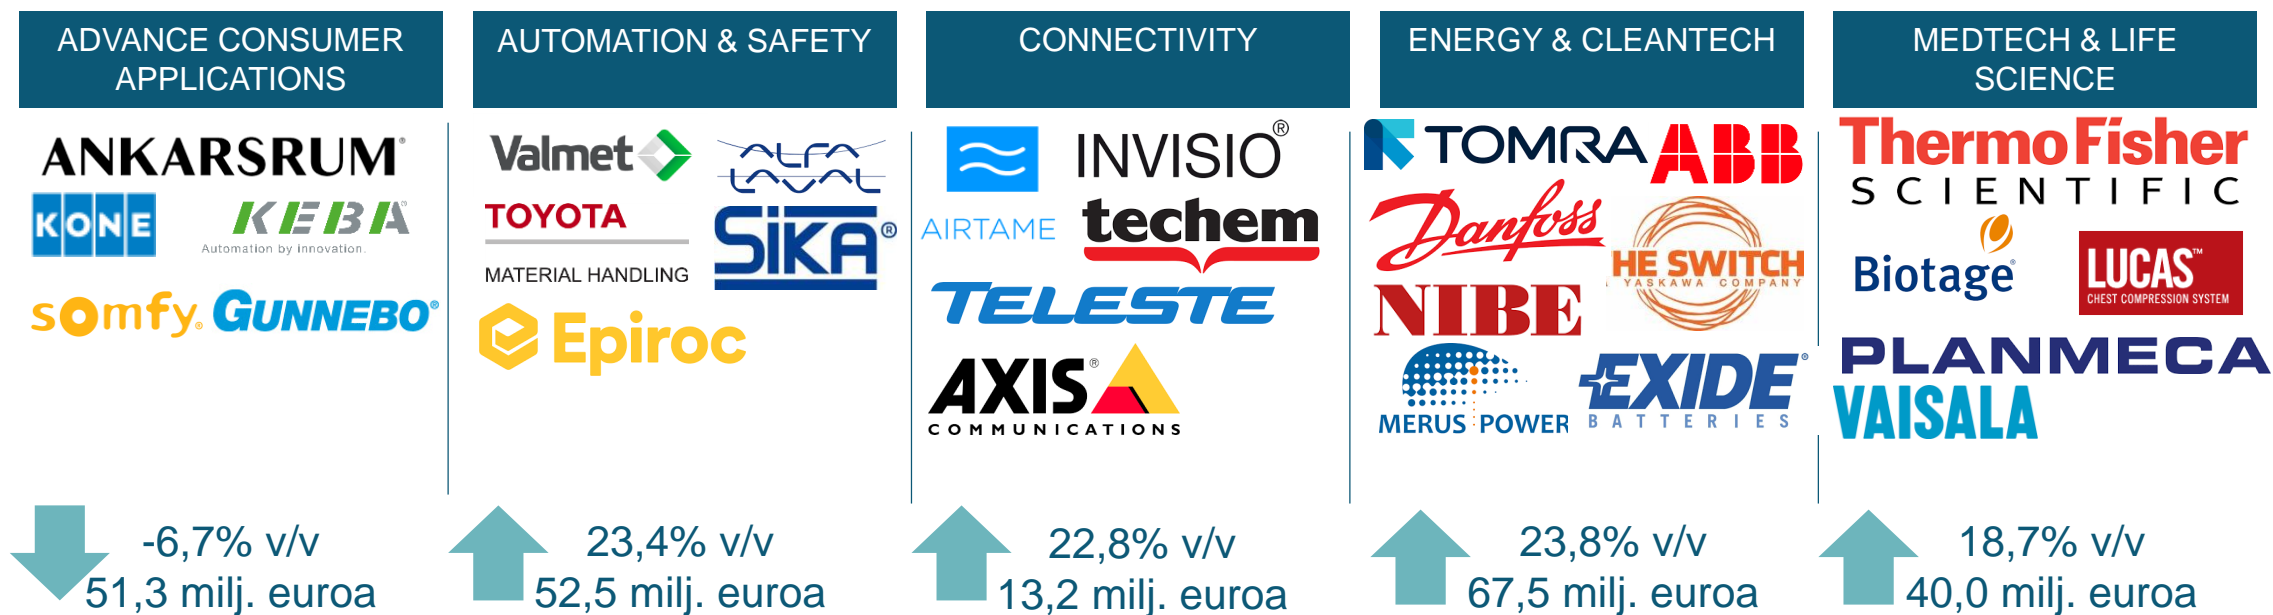 ADVANCE CONSUMER
APPLICATIONS
ANKARSRUM®
KONE
KEBA®
Automation by innovation.
somfy.
GUNNEBO®
-6,7% v/v
51,3 milj. euroa
AUTOMATION & SAFETY
Valmet
ALFA
LAVAL
TOYOTA
MATERIAL HANDLING
SIKA®
Epiroc
23,4% v/v
52,5 milj. euroa
CONNECTIVITY
AIRTAME
INVISIO®
techem
TELESTE
AXIS®
COMMUNICATIONS
22,8% v/v
13,2 milj. euroa
ENERGY & CLEANTECH
TOMRA
ABB
Danfoss
HE SWITCH
YASKAWA COMPANY
NIBE
MERUS POWER
EXIDE®
BATTERIES
23,8% v/v
67,5 milj. euroa
MEDTECH & LIFE
SCIENCE
ThermoFisher
SCIENTIFIC
Biotage®
LUCAS™
CHEST COMPRESSION SYSTEM
PLANMECA
VAISALA
18,7% v/v
40,0 milj. euroa